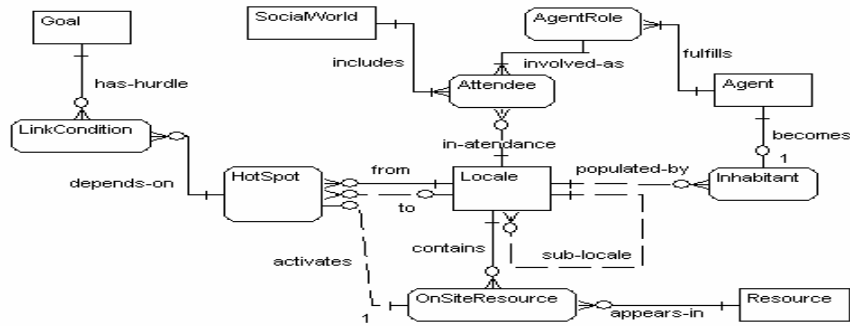 Goal
SocialWorld
AgentRole
has-hurdle
includes
involved-as
fulfills
Attendee
Agent
LinkCondition
in-atendance
becomes
1
depends-on
HotSpot
from
Locale
populated-by
Inhabitant
to
activates
contains
sub-locale
1
OnSiteResource
appears-in
Resource